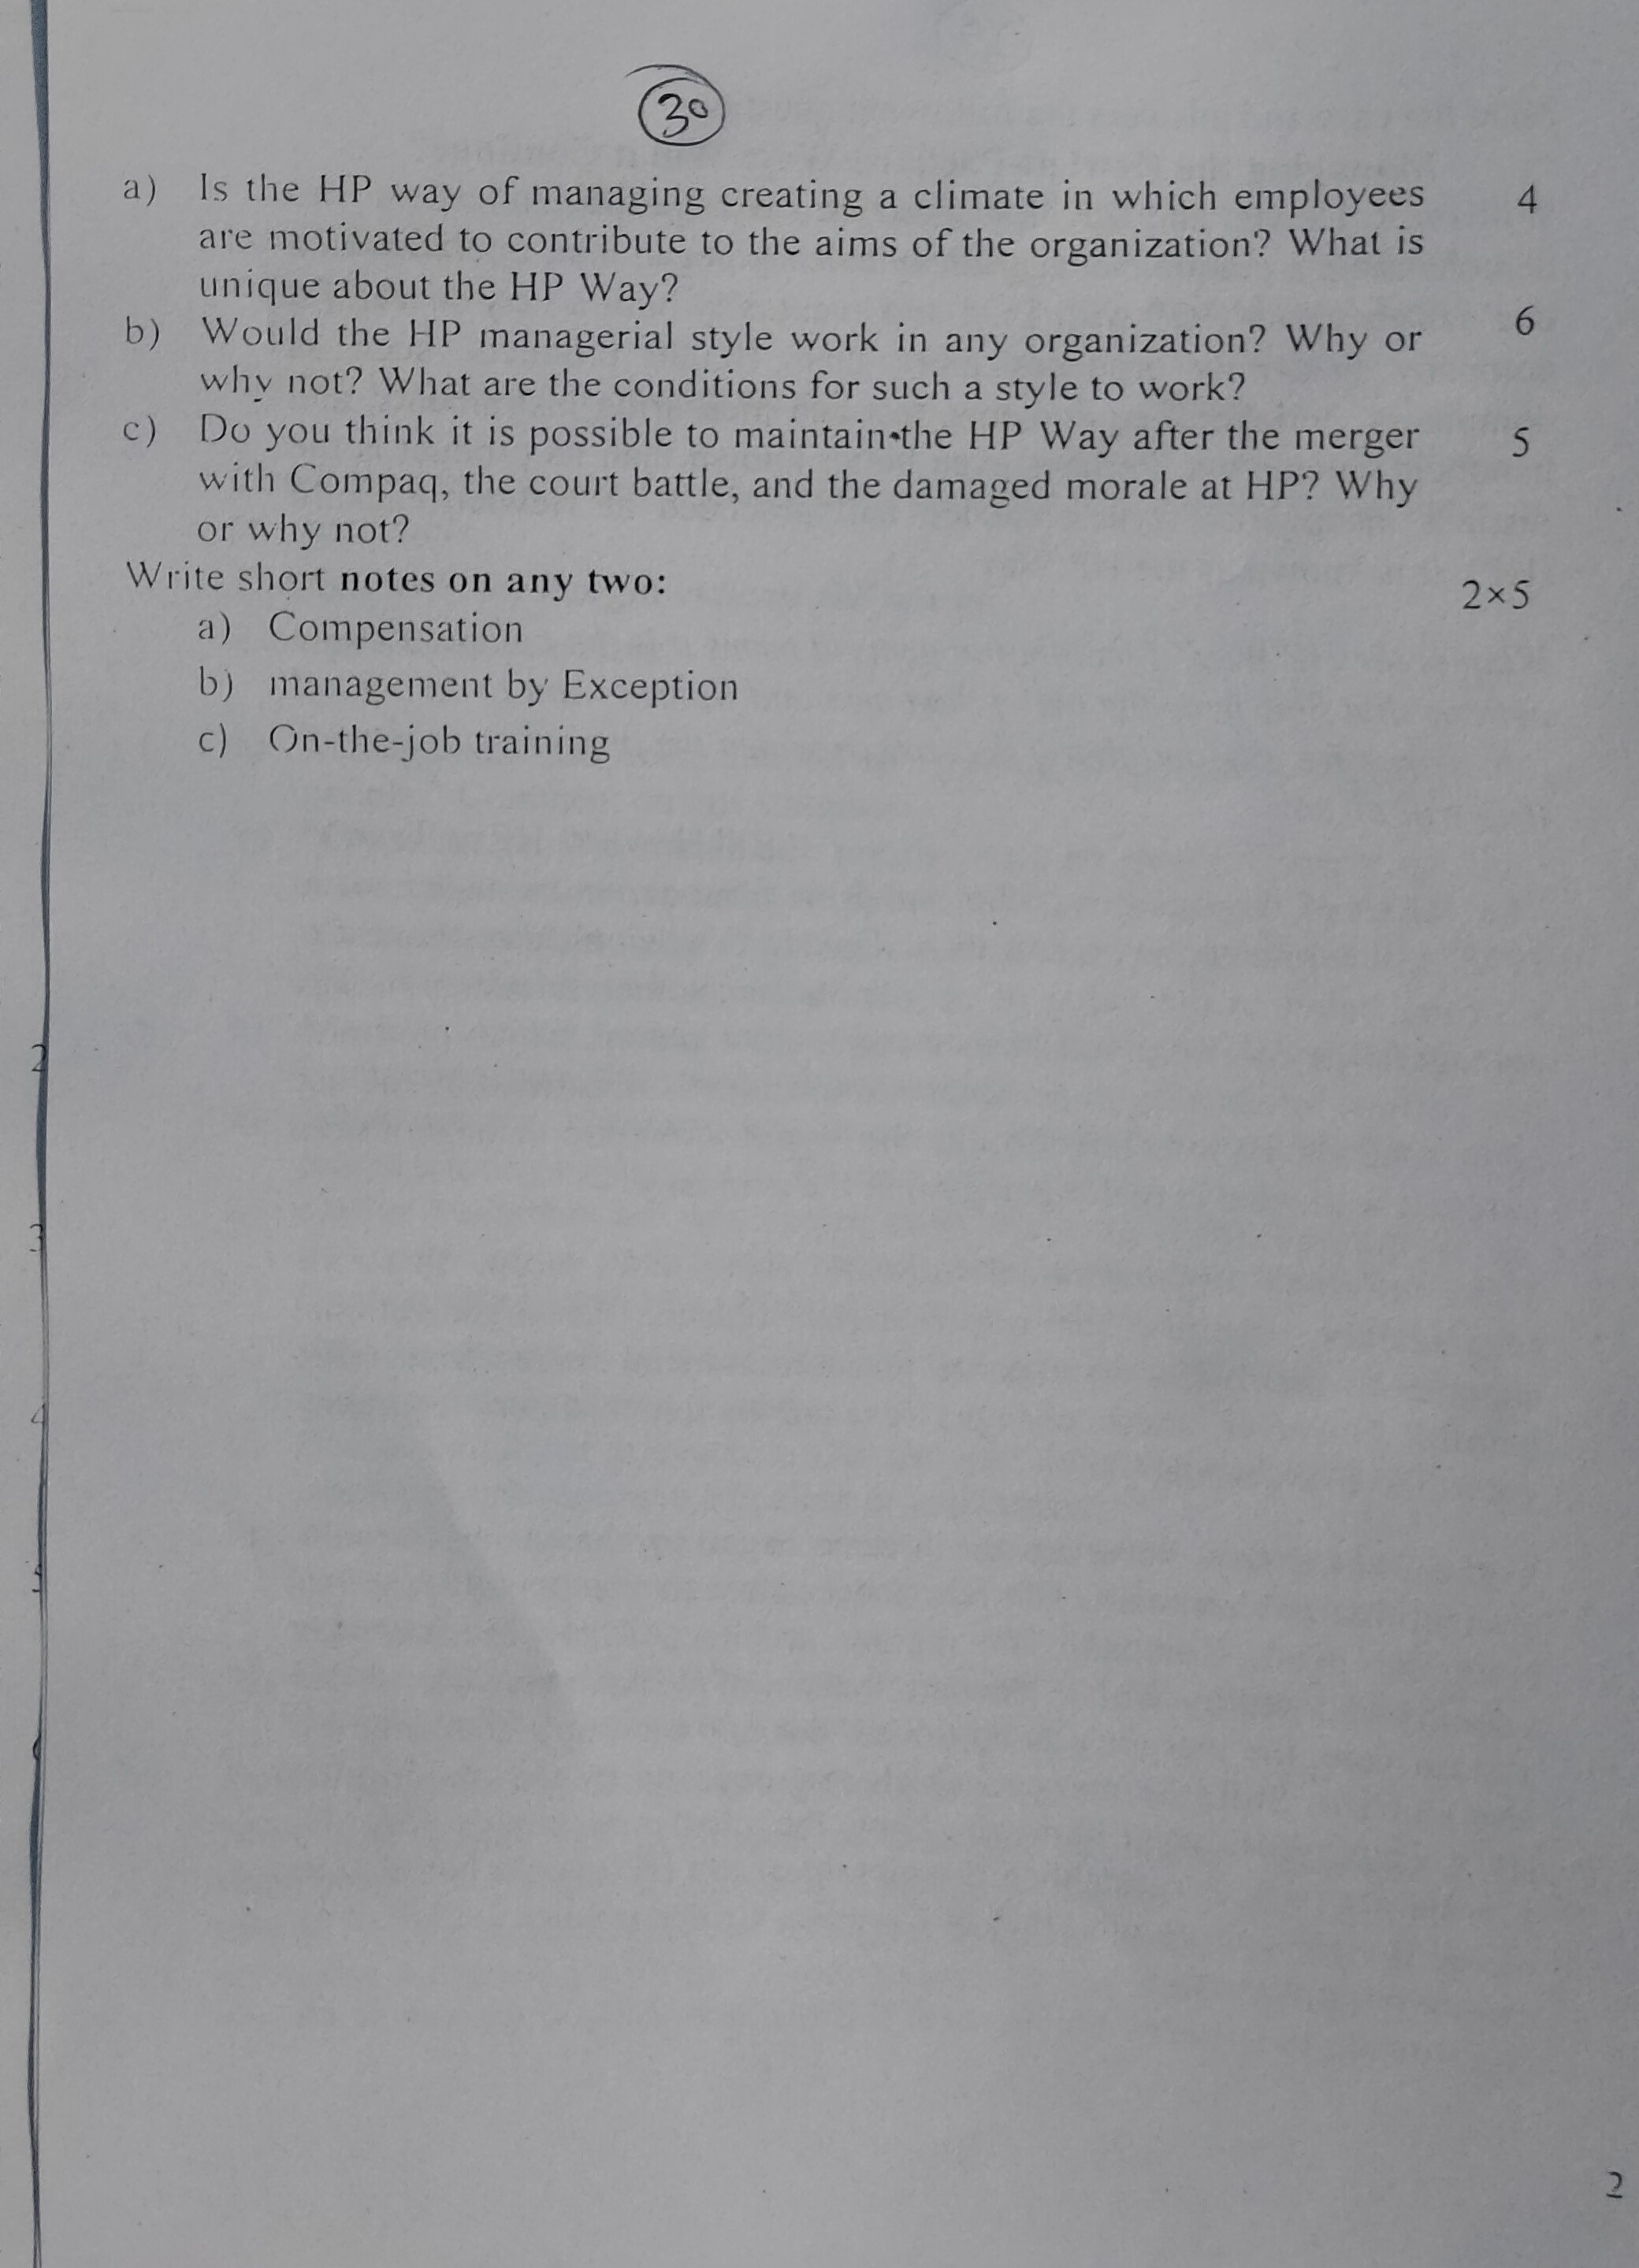 30
a) Is the HP way of managing creating a climate in which employees 4
are motivated to contribute to the aims of the organization? What is
unique about the HP Way?
b) Would the HP managerial style work in any organization? Why or 6
why not? What are the conditions for such a style to work?
c) Do you think it is possible to maintain the HP Way after the merger 5
with Compaq, the court battle, and the damaged morale at HP? Why
or why not?
Write short notes on any two: 2×5
a) Compensation
b) management by Exception
c) On-the-job training
2
3
4
5
2